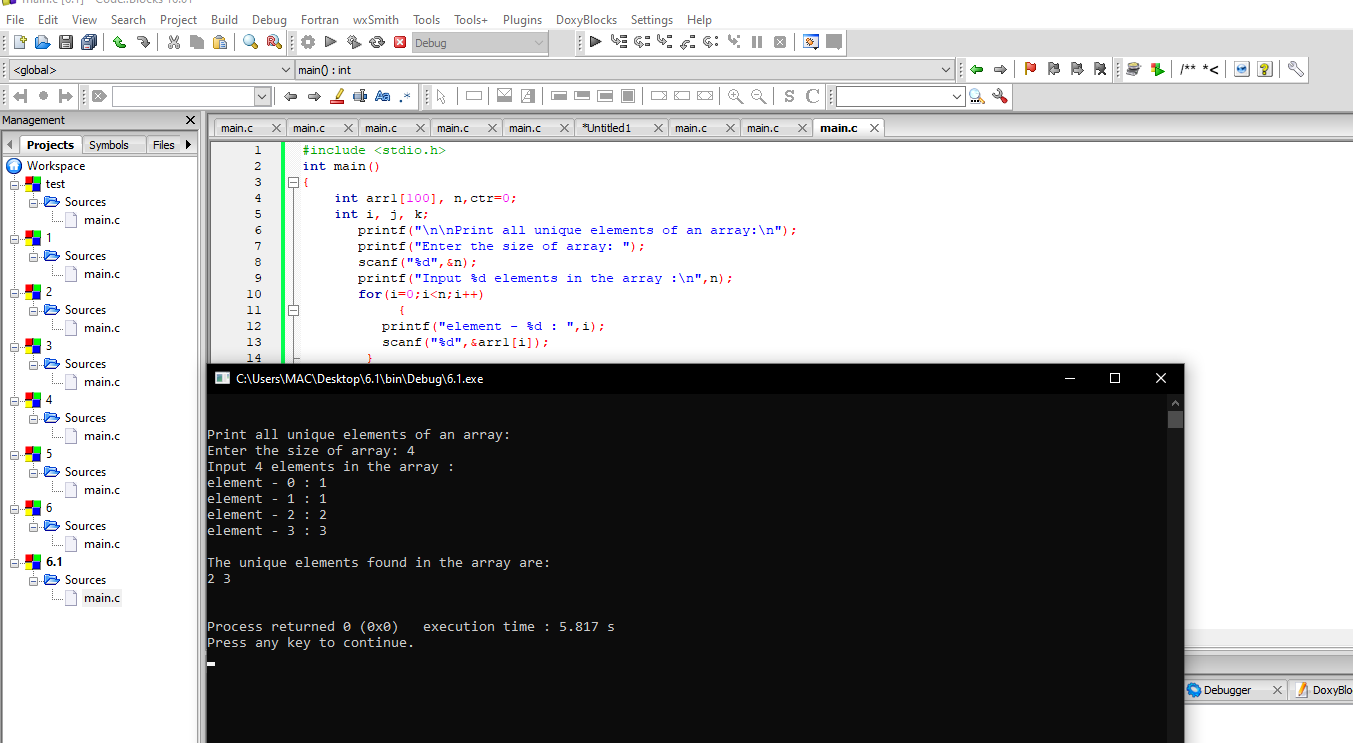 main.c [6.1] - Code::Blocks
File Edit View Search Project Build Debug Fortran wxSmith Tools Tools+ Plugins DoxyBlocks Settings Help
Debug
<global> main() : int
/** *<
Aa .*
S C
Management
Projects Symbols Files
Workspace
test
Sources
main.c
1
Sources
main.c
2
Sources
main.c
3
Sources
main.c
4
Sources
main.c
5
Sources
main.c
6
Sources
main.c
6.1
Sources
main.c
main.c main.c main.c main.c main.c *Untitled1 main.c main.c main.c
1 #include <stdio.h>
2 int main()
3 {
4 int arr1[100], n,ctr=0;
5 int i, j, k;
6 printf("\n\nPrint all unique elements of an array:\n");
7 printf("Enter the size of array: ");
8 scanf("%d",&n);
9 printf("Input %d elements in the array :\n",n);
10 for(i=0;i<n;i++)
11 {
12 printf("element - %d : ",i);
13 scanf("%d",&arr1[i]);
14 }
C:\Users\MAC\Desktop\6.1\bin\Debug\6.1.exe
Print all unique elements of an array:
Enter the size of array: 4
Input 4 elements in the array :
element - 0 : 1
element - 1 : 1
element - 2 : 2
element - 3 : 3
The unique elements found in the array are:
2 3
Process returned 0 (0x0) execution time : 5.817 s
Press any key to continue.
Debugger DoxyBlo